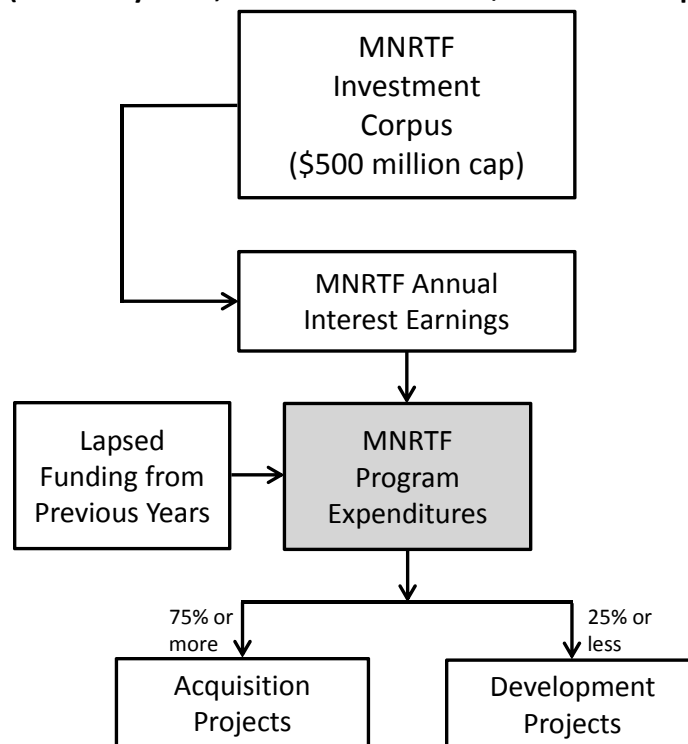 MNRTF
Investment
Corpus
($500 million cap)
MNRTF Annual
Interest Earnings
Lapsed
Funding from
Previous Years
MNRTF
Program
Expenditures
75% or
more
25% or
less
Acquisition
Projects
Development
Projects